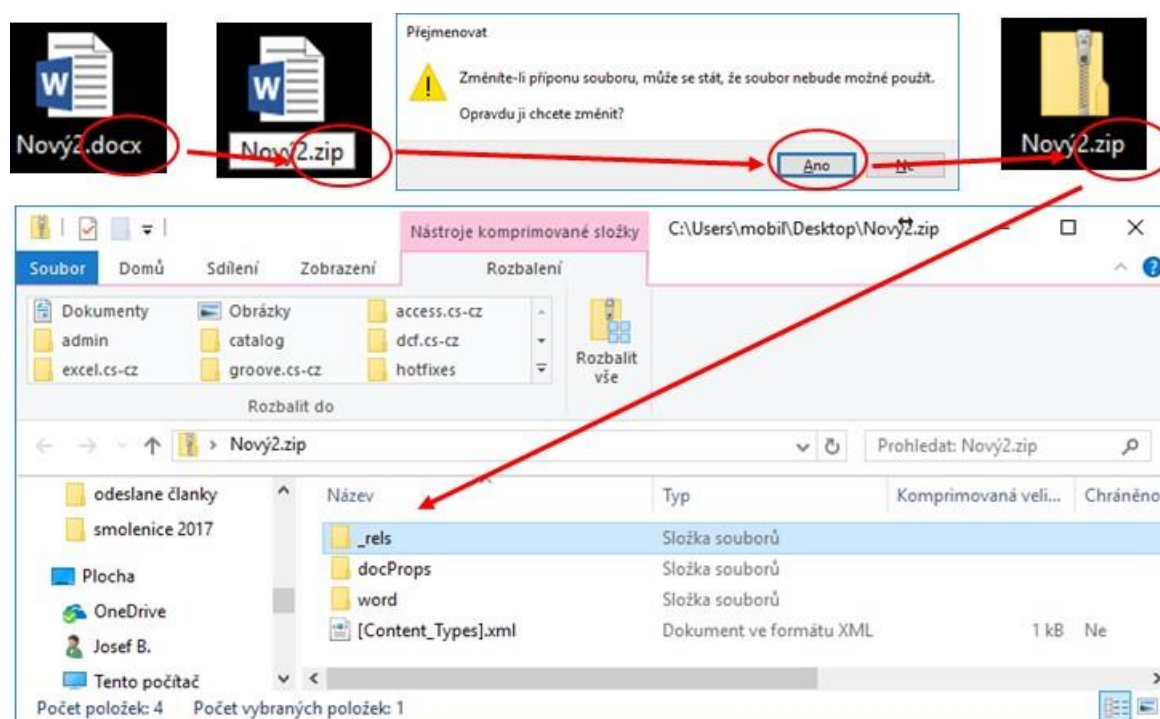 Nový2.docx
Nový2.zip
Přejmenovat
Změníte-li příponu souboru, může se stát, že soubor nebude možné použít.
Opravdu ji chcete změnit?
Ano
Ne
Nový2.zip
Nástroje komprimované složky
C:\Users\mobil\Desktop\Nový2.zip
Soubor
Domů
Sdílení
Zobrazení
Rozbalení
Dokumenty
Obrázky
access.cs-cz
admin
catalog
dcf.cs-cz
excel.cs-cz
groove.cs-cz
hotfixes
Rozbalit
vše
Rozbalit do
Nový2.zip
Prohledat: Nový2.zip
odeslane članky
smolenice 2017
Plocha
OneDrive
Josef B.
Tento počítač
Název
Typ
Komprimovaná veli...
Chráněno
_rels
Složka souborů
docProps
Složka souborů
word
Složka souborů
[Content_Types].xml
Dokument ve formátu XML
1 kB
Ne
Počet položek: 4
Počet vybraných položek: 1